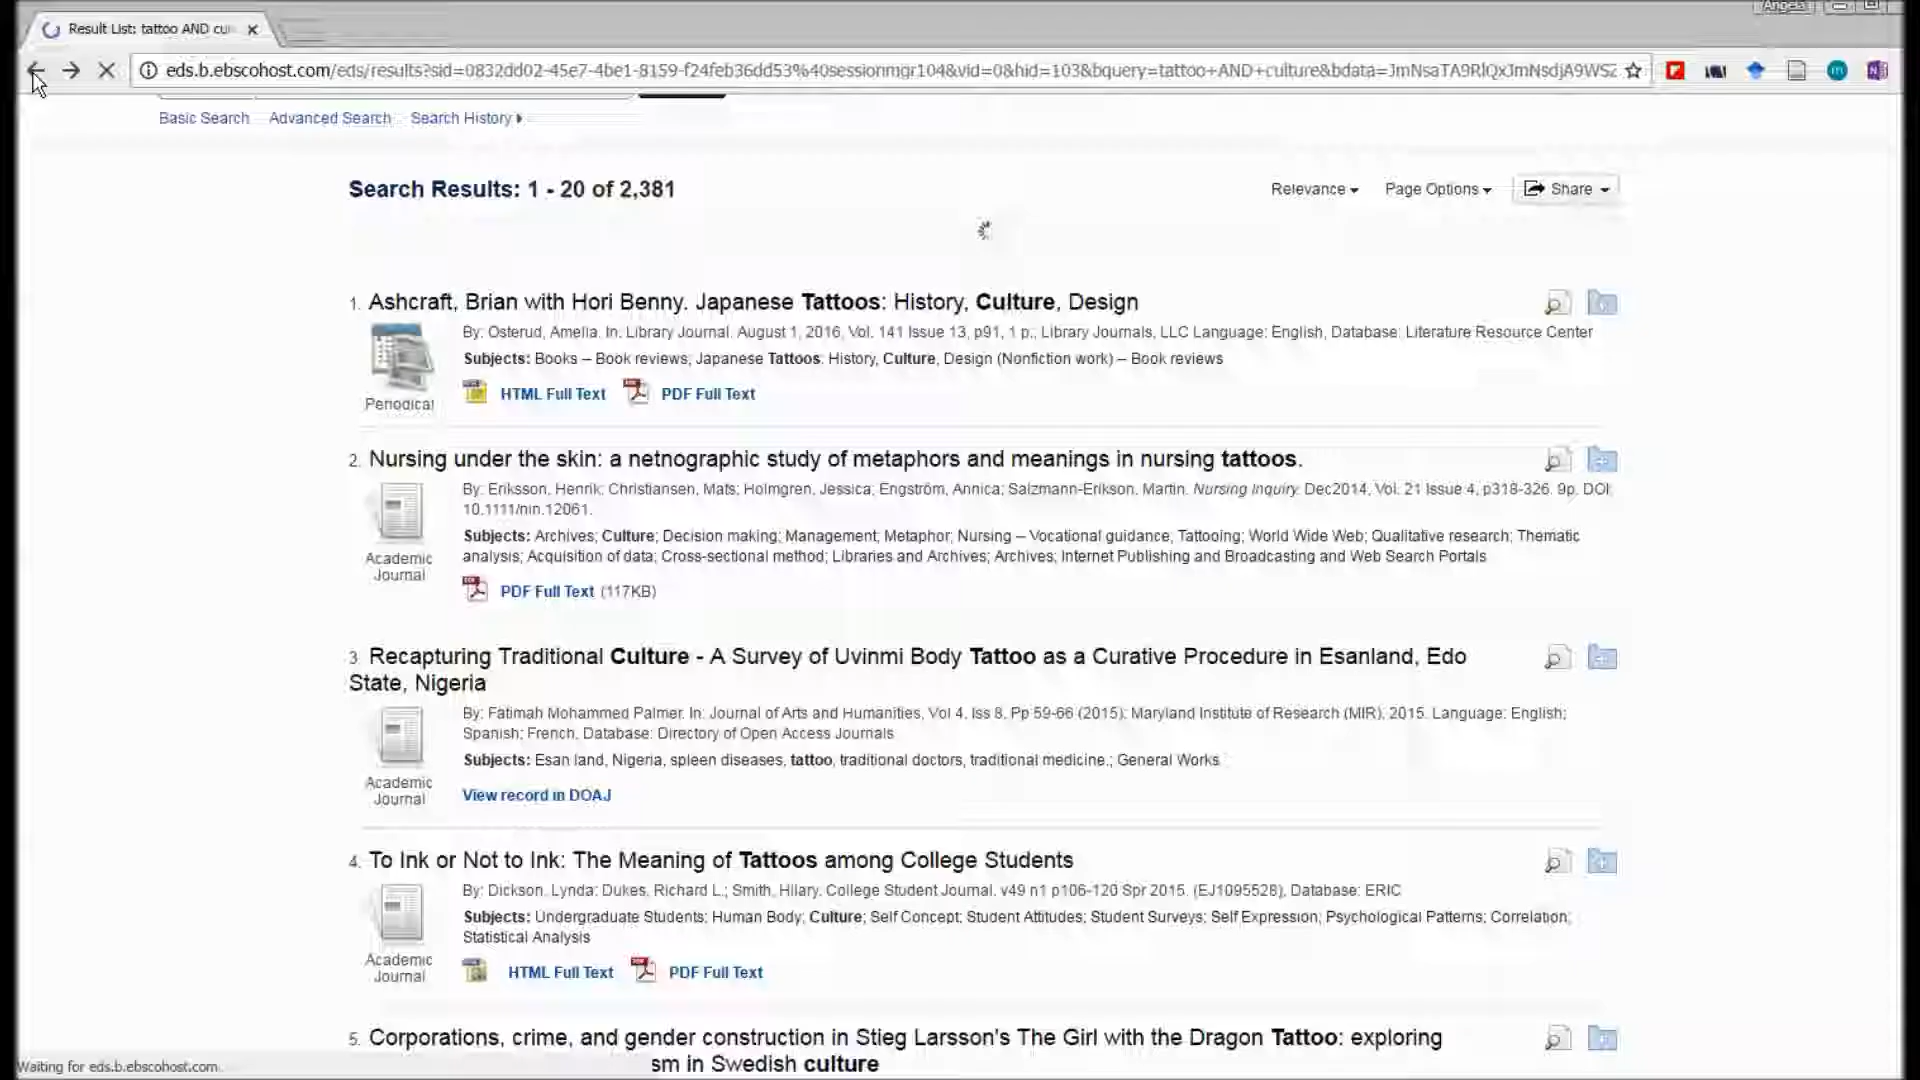 Angela
Result List: tattoo AND cu
eds.b.ebscohost.com/eds/results?sid=0832dd02-45e7-4be1-8159-f24feb36dd53%40sessionmgr104&vid=0&hid=103&bquery=tattoo+AND+culture&bdata=JmNsaTA9RlQxJmNsdjA9WSZ
Basic Search Advanced Search Search History
Search Results: 1 - 20 of 2,381
Relevance Page Options Share
1. Ashcraft, Brian with Hori Benny. Japanese Tattoos: History, Culture, Design
By: Osterud, Amelia. In: Library Journal. August 1, 2016, Vol. 141 Issue 13, p91, 1 p.; Library Journals, LLC Language: English, Database: Literature Resource Center
Subjects: Books -- Book reviews; Japanese Tattoos: History, Culture, Design (Nonfiction work) -- Book reviews
Periodical
HTML Full Text PDF Full Text
2. Nursing under the skin: a netnographic study of metaphors and meanings in nursing tattoos.
By: Eriksson, Henrik; Christiansen, Mats; Holmgren, Jessica; Engström, Annica; Salzmann-Erikson, Martin. Nursing Inquiry. Dec2014, Vol. 21 Issue 4, p318-326. 9p. DOI:
10.1111/nin.12061.
Subjects: Archives; Culture; Decision making; Management; Metaphor; Nursing -- Vocational guidance; Tattooing; World Wide Web; Qualitative research; Thematic
analysis; Acquisition of data; Cross-sectional method; Libraries and Archives; Archives; Internet Publishing and Broadcasting and Web Search Portals
Academic
Journal
PDF Full Text (117KB)
3. Recapturing Traditional Culture - A Survey of Uvinmi Body Tattoo as a Curative Procedure in Esanland, Edo
State, Nigeria
By: Fatimah Mohammed Palmer. In: Journal of Arts and Humanities, Vol 4, Iss 8, Pp 59-66 (2015); Maryland Institute of Research (MIR), 2015. Language: English;
Spanish; French, Database: Directory of Open Access Journals
Subjects: Esan land, Nigeria, spleen diseases, tattoo, traditional doctors, traditional medicine.; General Works
Academic
Journal
View record in DOAJ
4. To Ink or Not to Ink: The Meaning of Tattoos among College Students
By: Dickson, Lynda; Dukes, Richard L.; Smith, Hilary. College Student Journal. v49 n1 p106-120 Spr 2015. (EJ1095528), Database: ERIC
Subjects: Undergraduate Students; Human Body; Culture; Self Concept; Student Attitudes; Student Surveys; Self Expression; Psychological Patterns; Correlation;
Statistical Analysis
Academic
Journal
HTML Full Text PDF Full Text
5. Corporations, crime, and gender construction in Stieg Larsson's The Girl with the Dragon Tattoo: exploring
sm in Swedish culture
Waiting for eds.b.ebscohost.com...